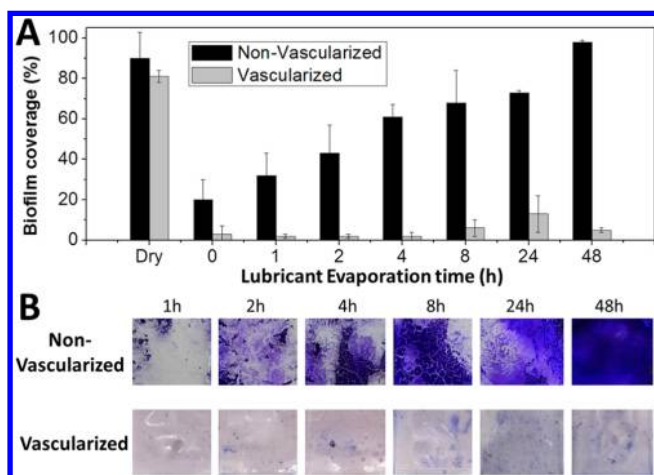 A
Non-Vascularized
Vascularized
Biofilm coverage (%)
100
80
60
40
20
0
Dry 0 1 2 4 8 24 48
Lubricant Evaporation time (h)
B
1h 2h 4h 8h 24h 48h
Non-
Vascularized
Vascularized